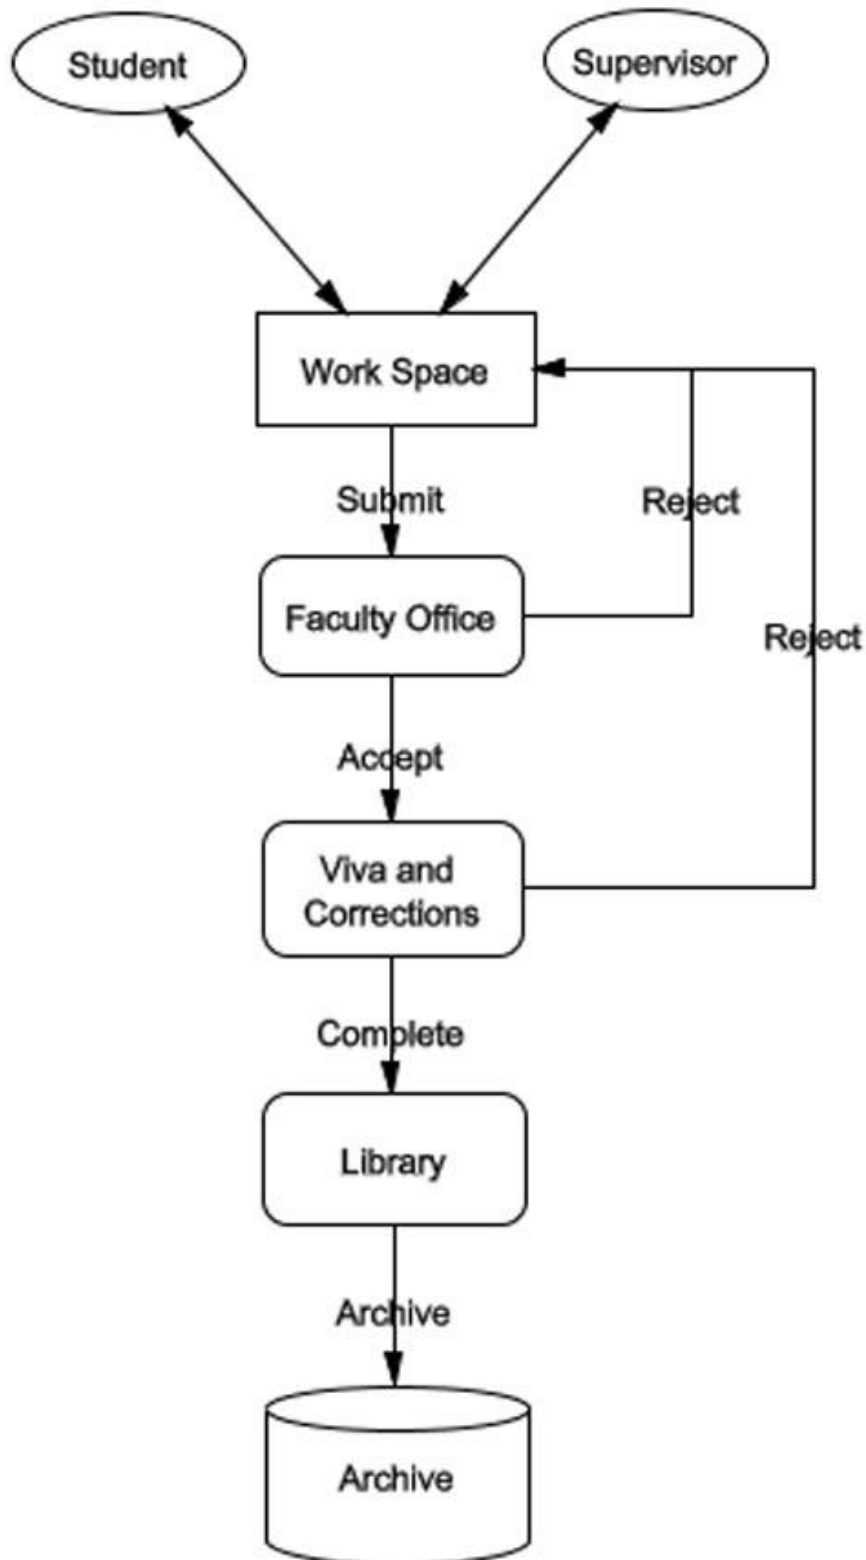 Student
Supervisor
Work Space
Submit
Reject
Faculty Office
Reject
Accept
Viva and
Corrections
Complete
Library
Archive
Archive